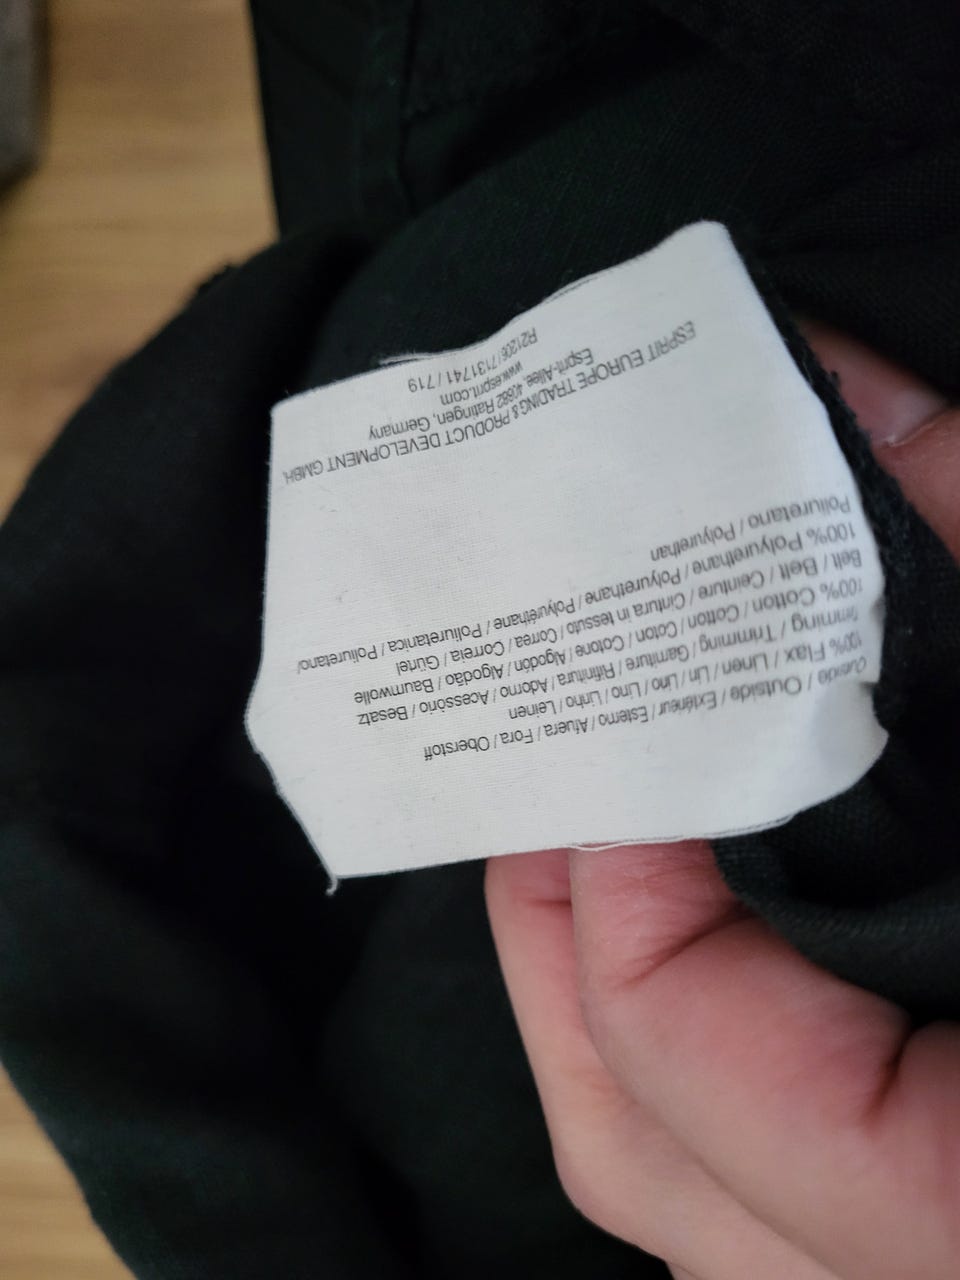 Outside / Outside / Extérieur / Esterno / Afuera / Fora / Oberstoff
100% Flax / Linen / Lin / Lino / Lino / Linho / Leinen
Trimming / Trimming / Garniture / Rifinitura / Adorno / Acessório / Besatz
100% Cotton / Cotton / Coton / Cotone / Algodón / Algodão / Baumwolle
Belt / Belt / Ceinture / Cintura in tessuto / Correa / Correia / Gürtel
100% Polyurethane / Polyurethane / Polyuréthane / Poliuretanica / Poliuretano/
Poliuretano / Polyurethan
ESPRIT EUROPE TRADING & PRODUCT DEVELOPMENT GMBH,
Esprit-Allee, 40882 Ratingen, Germany
www.esprit.com
R21206/7131741/719